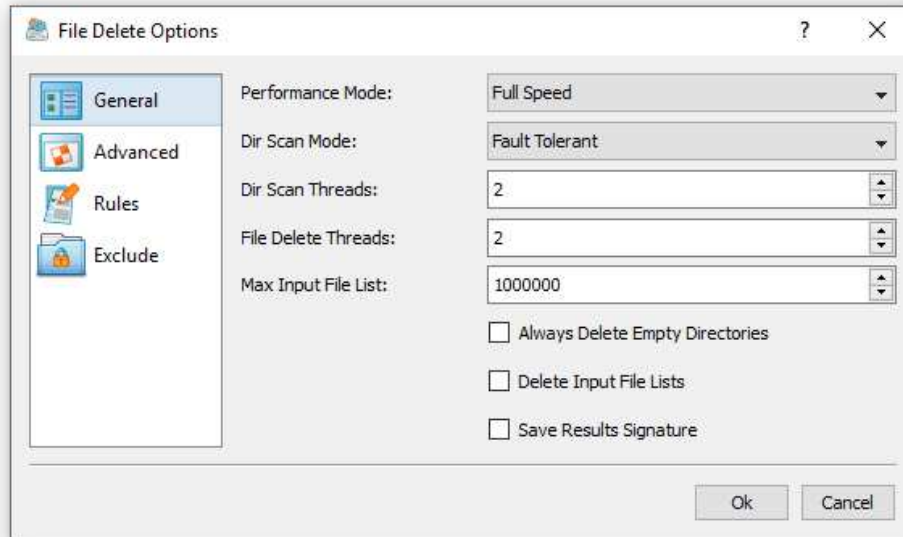 File Delete Options
?
General
Advanced
Rules
Exclude
Performance Mode: Full Speed
Dir Scan Mode: Fault Tolerant
Dir Scan Threads: 2
File Delete Threads: 2
Max Input File List: 1000000
Always Delete Empty Directories
Delete Input File Lists
Save Results Signature
Ok Cancel